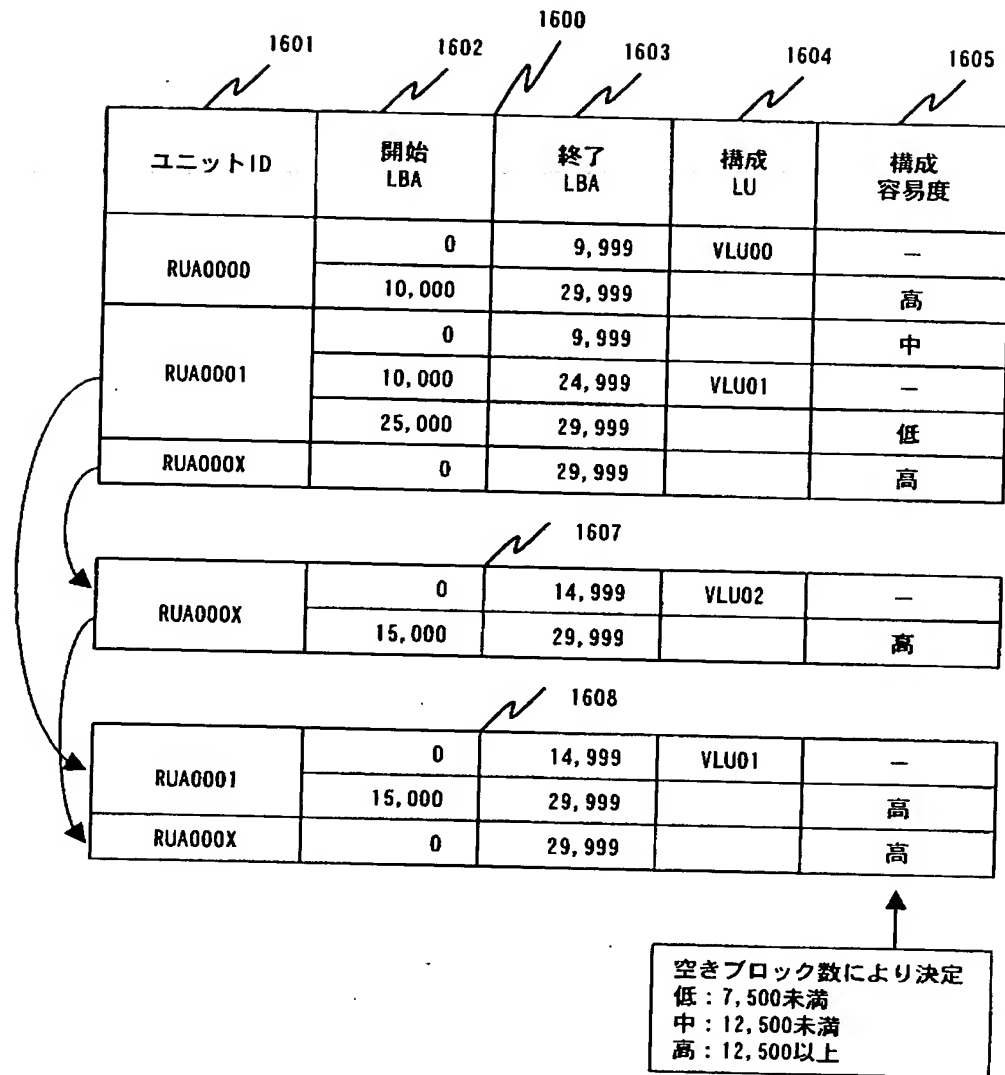 1600
1601 1602 1603 1604 1605
ユニットID 開始 LBA 終了 LBA 構成 LU 構成 容易度
RUA0000 0 9,999 VLU00 —
10,000 29,999 高
RUA0001 0 9,999 中
10,000 24,999 VLU01 —
25,000 29,999 低
RUA000X 0 29,999 高
1607
RUA000X 0 14,999 VLU02 —
15,000 29,999 高
1608
RUA0001 0 14,999 VLU01 —
15,000 29,999 高
RUA000X 0 29,999 高
空きブロック数により決定
低：7,500未満
中：12,500未満
高：12,500以上